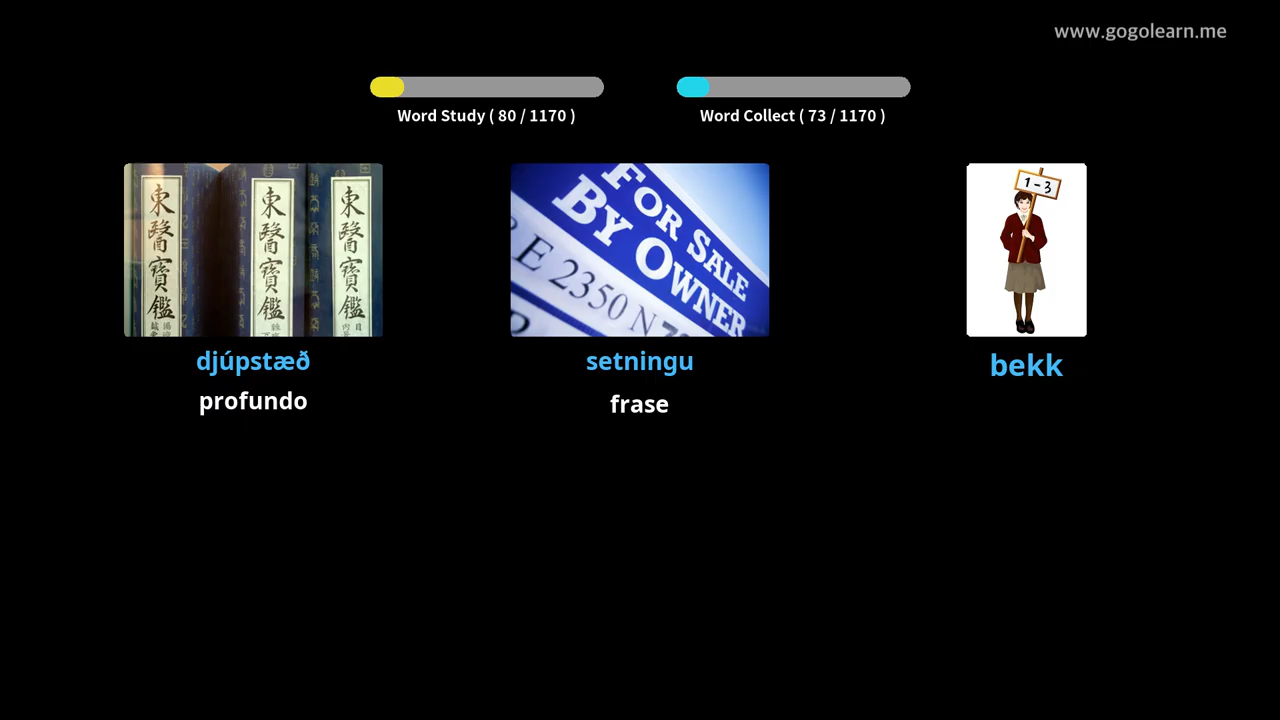 www.gogolearn.me
Word Study ( 80 / 1170 )
Word Collect ( 73 / 1170 )
東醫寶鑑
東醫寶鑑
東醫寶鑑
FOR SALE
BY OWNER
E 2350 N
1-3
djúpstæð
setningu
bekk
profundo
frase